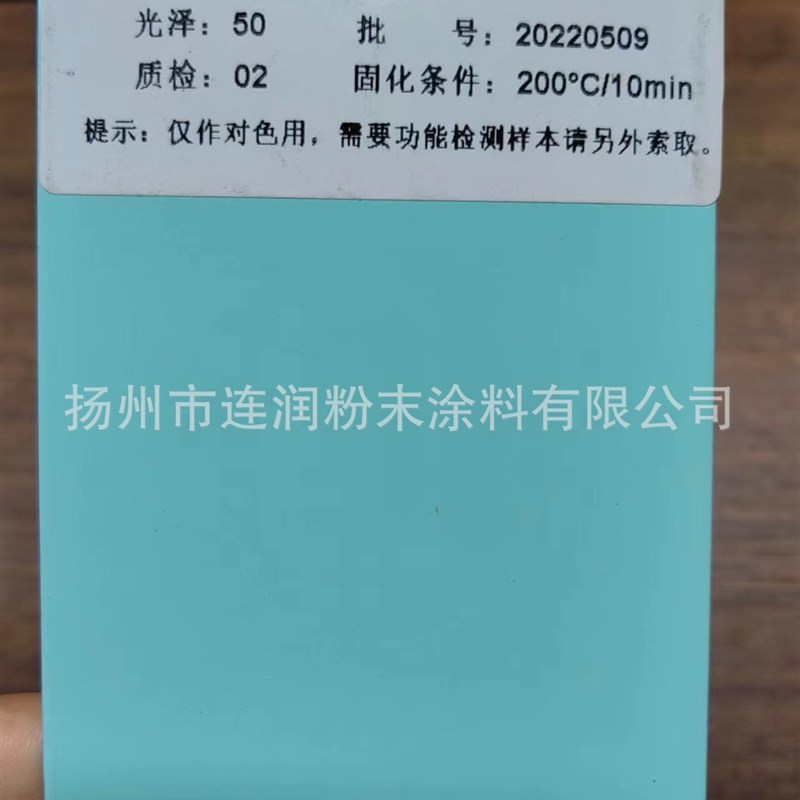 光泽：50 批 号：20220509
质检：02 固化条件：200°C/10min
提示：仅作对色用，需要功能检测样本请另外索取。
扬州市连润粉末涂料有限公司